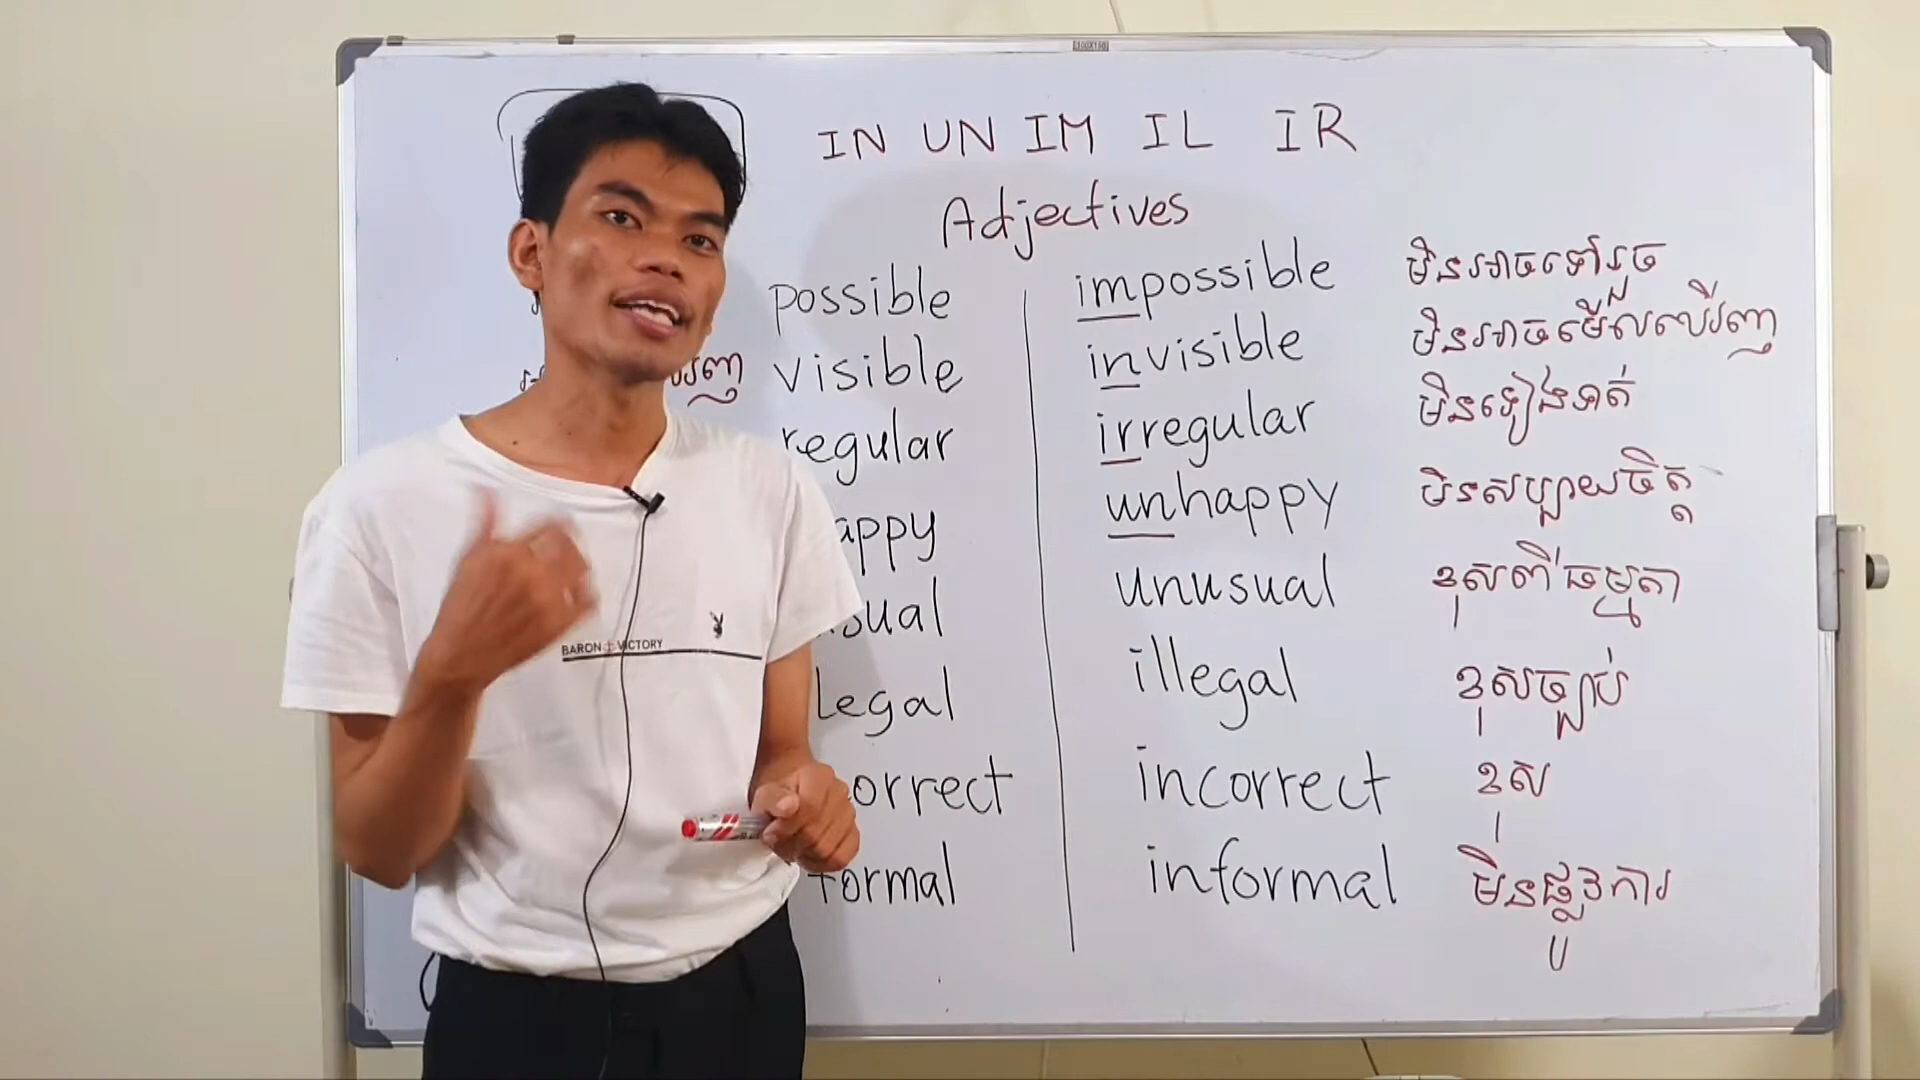 IN UN IM IL IR
Adjectives
possible impossible មិនអាចទៅរួច
visible invisible មិនអាចមើលឃើញ
regular irregular មិនទៀងទាត់
appy unhappy មិនសប្បាយចិត្ត
sual unusual ខុសពីធម្មតា
Legal illegal ខុសច្បាប់
orrect incorrect ខុស
formal informal មិនផ្លូវការ
BARON VICTORY